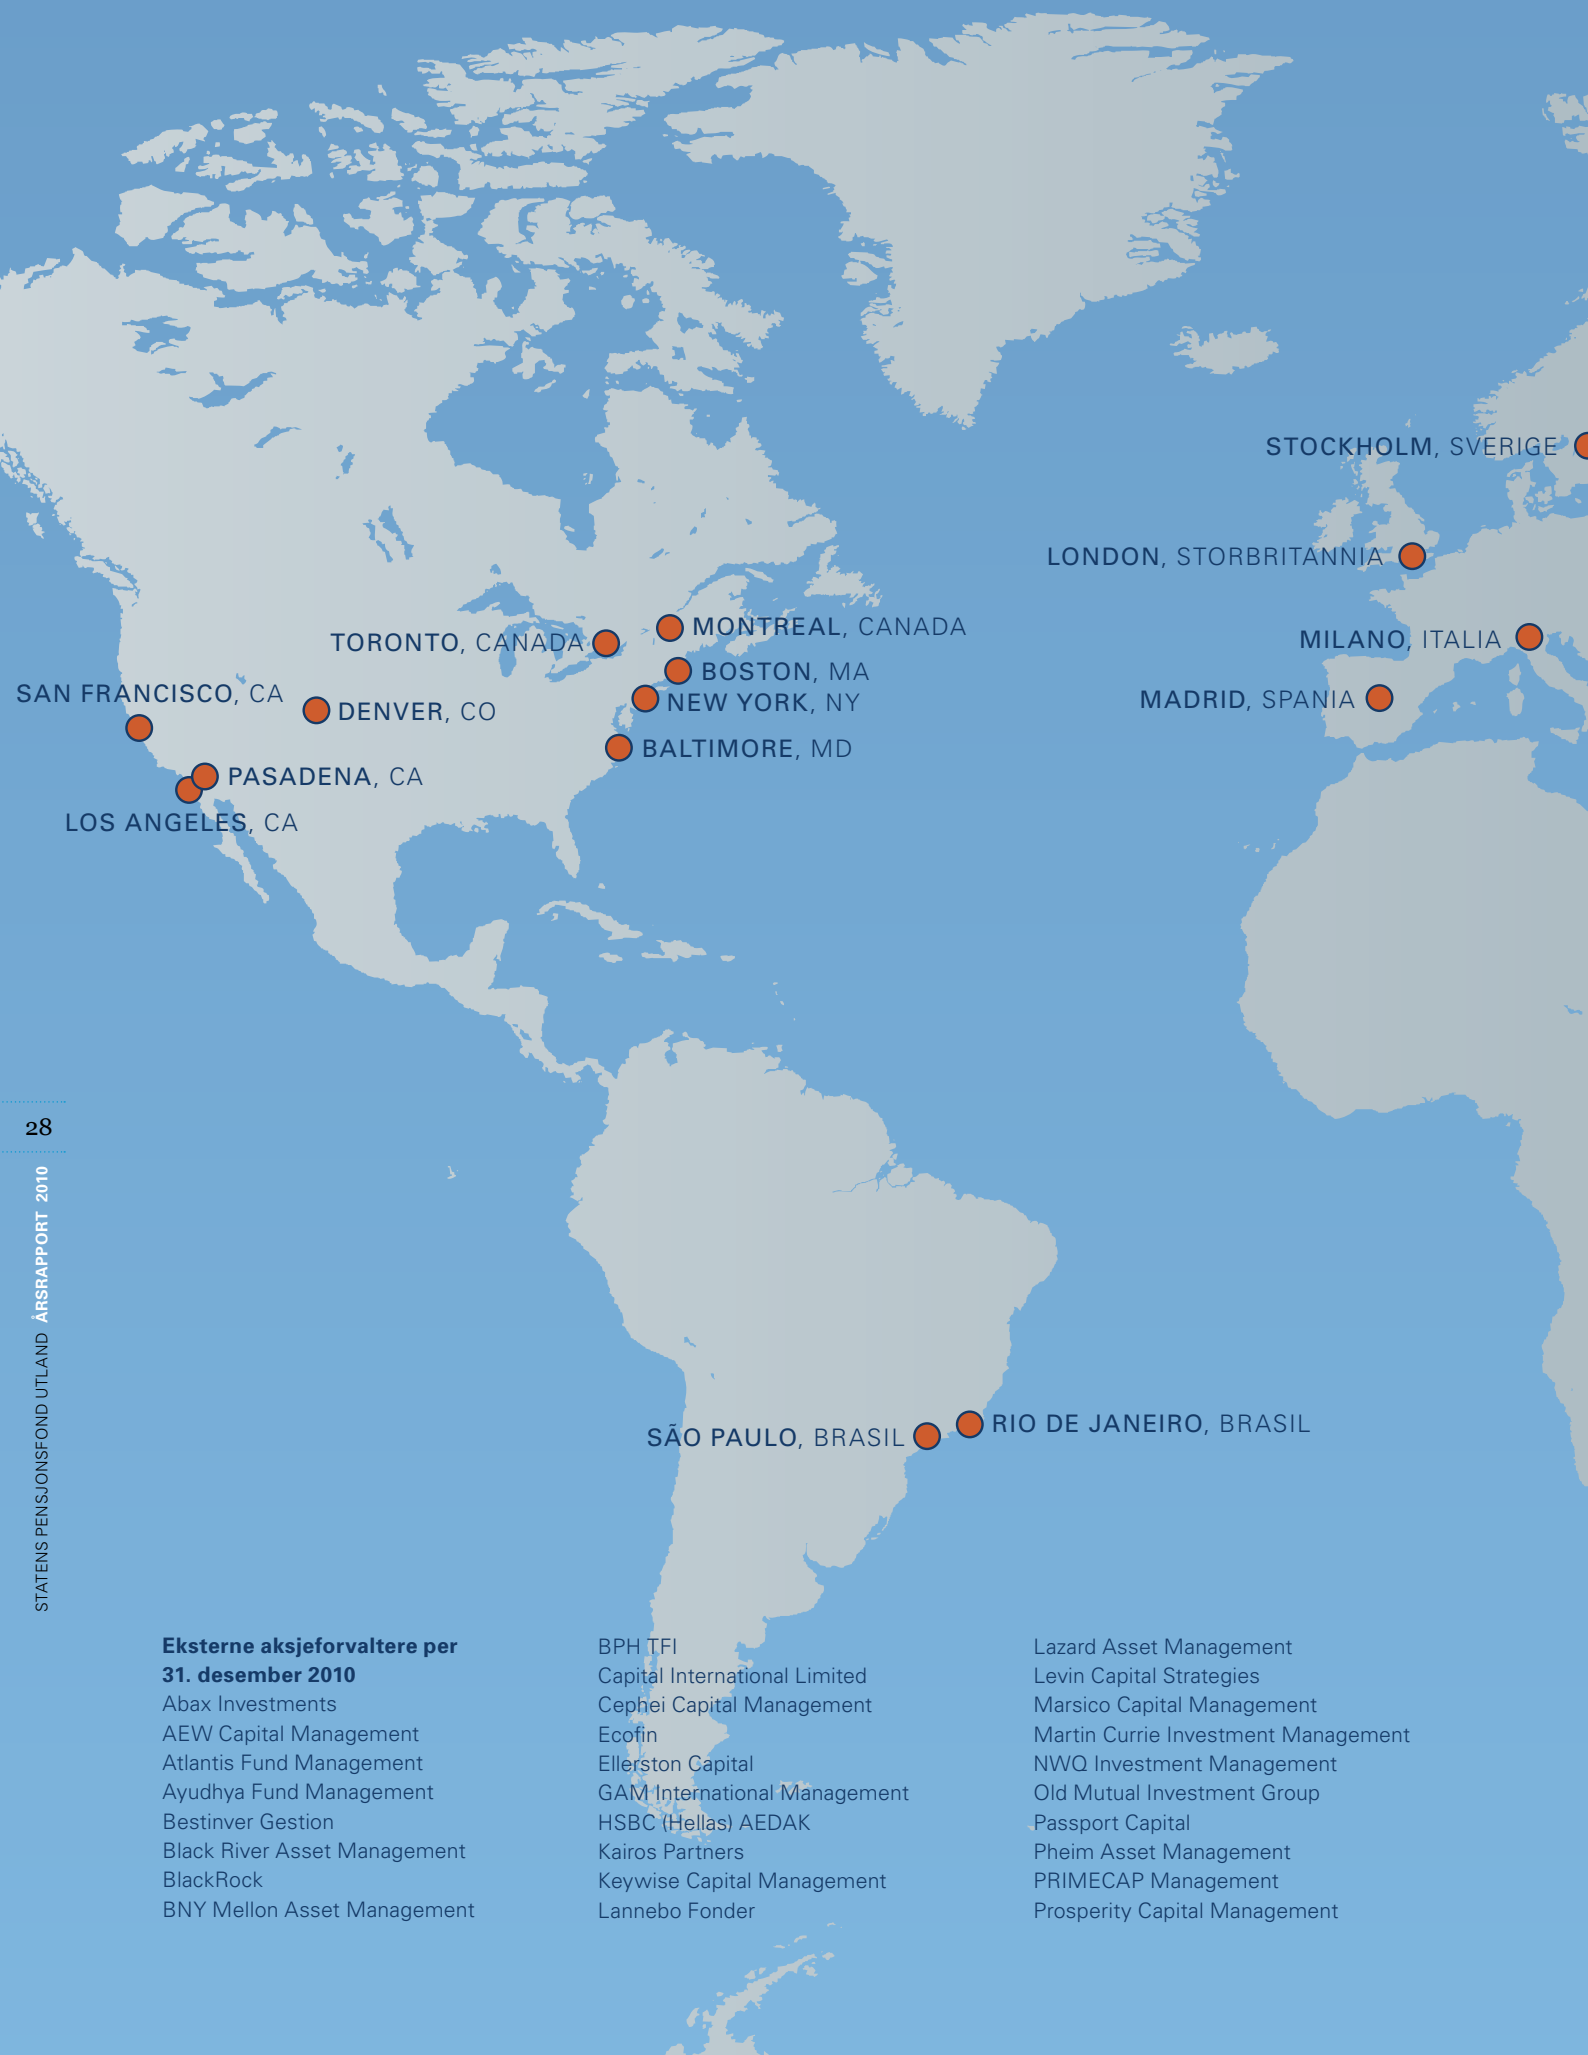 STOCKHOLM, SVERIGE
LONDON, STORBRITANNIA
MONTREAL, CANADA
TORONTO, CANADA
MILANO, ITALIA
BOSTON, MA
SAN FRANCISCO, CA
NEW YORK, NY
MADRID, SPANIA
DENVER, CO
BALTIMORE, MD
PASADENA, CA
LOS ANGELES, CA
28
STATENS PENSJONSFOND UTLAND ÅRSRAPPORT 2010
SÃO PAULO, BRASIL
RIO DE JANEIRO, BRASIL
Eksterne aksjeforvaltere per
31. desember 2010
Abax Investments
AEW Capital Management
Atlantis Fund Management
Ayudhya Fund Management
Bestinver Gestion
Black River Asset Management
BlackRock
BNY Mellon Asset Management
BPH TFI
Capital International Limited
Cephei Capital Management
Ecofin
Ellerston Capital
GAM International Management
HSBC (Hellas) AEDAK
Kairos Partners
Keywise Capital Management
Lannebo Fonder
Lazard Asset Management
Levin Capital Strategies
Marsico Capital Management
Martin Currie Investment Management
NWQ Investment Management
Old Mutual Investment Group
Passport Capital
Pheim Asset Management
PRIMECAP Management
Prosperity Capital Management